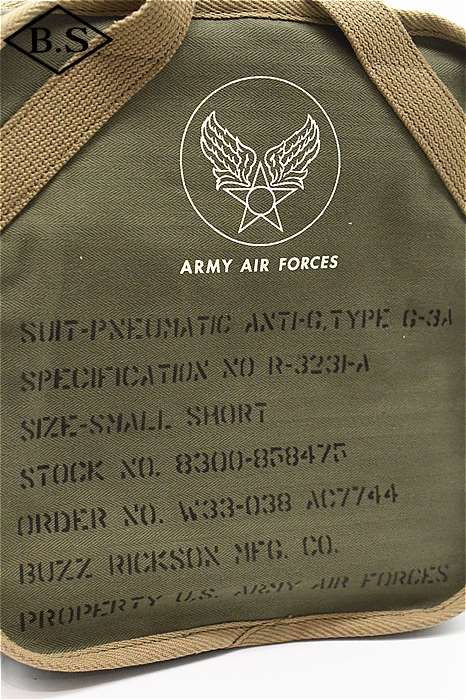 B.S
ARMY AIR FORCES
SUIT-PNEUMATIC ANTI-G, TYPE G-3A
SPECIFICATION NO R-3231-A
SIZE-SMALL SHORT
STOCK NO. 8300-858475
ORDER NO. W33-038 AC7744
BUZZ RICKSON MFG. CO.
PROPERTY U.S. ARMY AIR FORCES